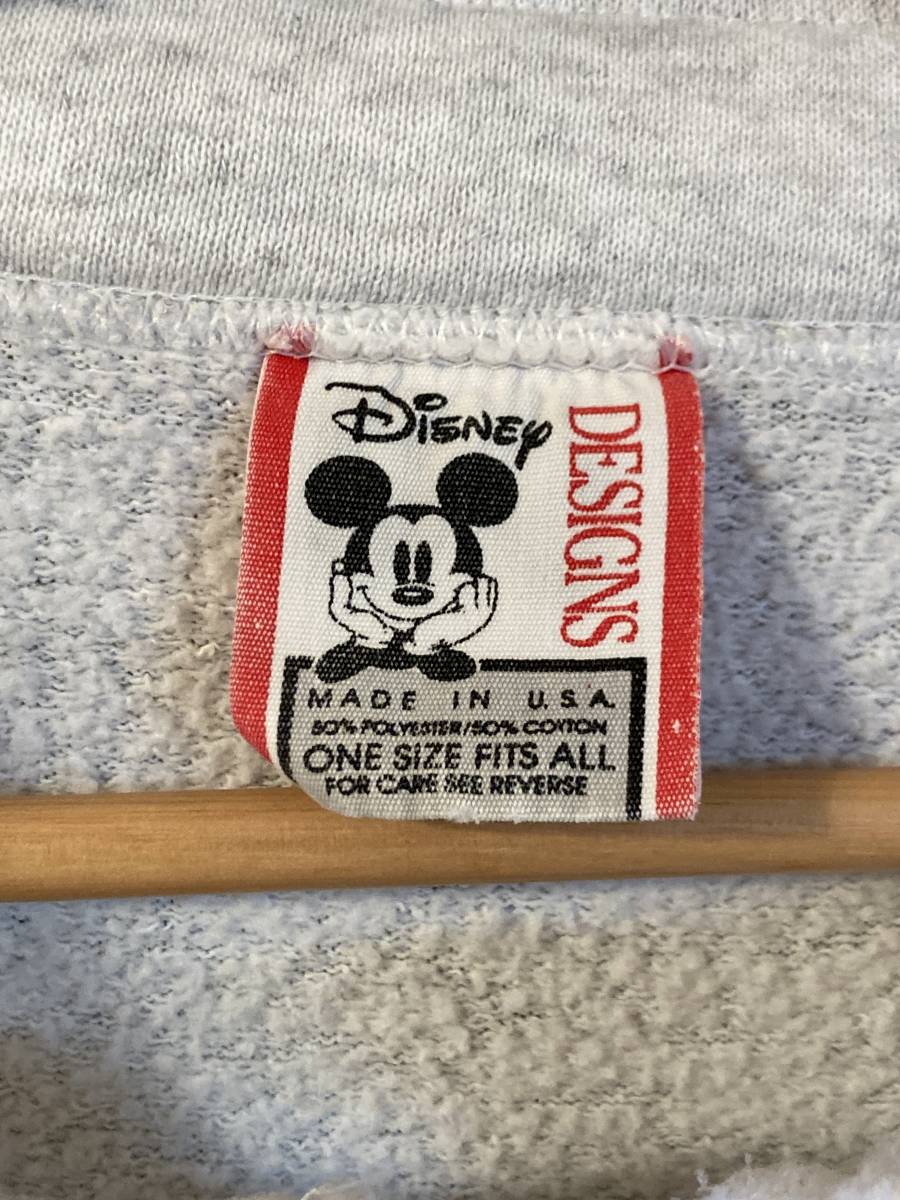 Disney
DESIGNS
MADE IN U.S.A.
50% POLYESTER/50% COTTON
ONE SIZE FITS ALL
FOR CARE SEE REVERSE